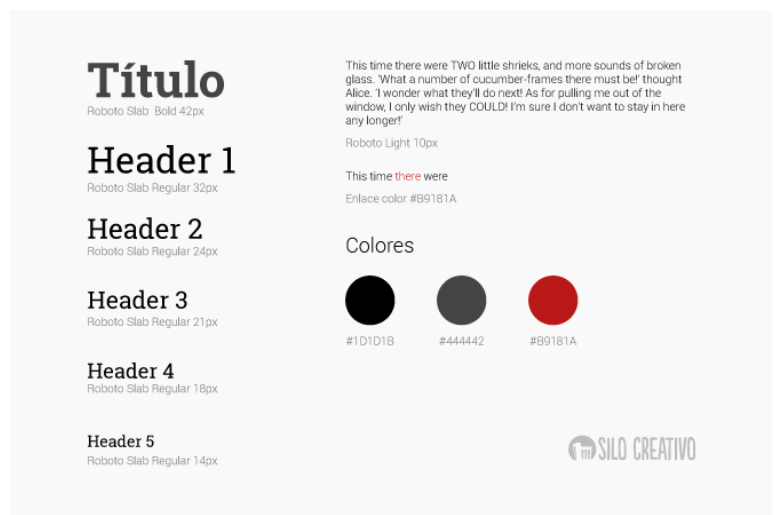 Título
Roboto Slab Bold 42px
Header 1
Roboto Slab Regular 32px
Header 2
Roboto Slab Regular 24px
Header 3
Roboto Slab Regular 21px
Header 4
Roboto Slab Regular 18px
Header 5
Roboto Slab Regular 14px
This time there were TWO little shrieks, and more sounds of broken
glass. 'What a number of cucumber-frames there must be!' thought
Alice. 'I wonder what they'll do next! As for pulling me out of the
window, I only wish they COULD! I'm sure I don't want to stay in here
any longer!'
Roboto Light 10px
This time there were
Enlace color #B9181A
Colores
#1D1D1B #444442 #B9181A
SILO CREATIVO